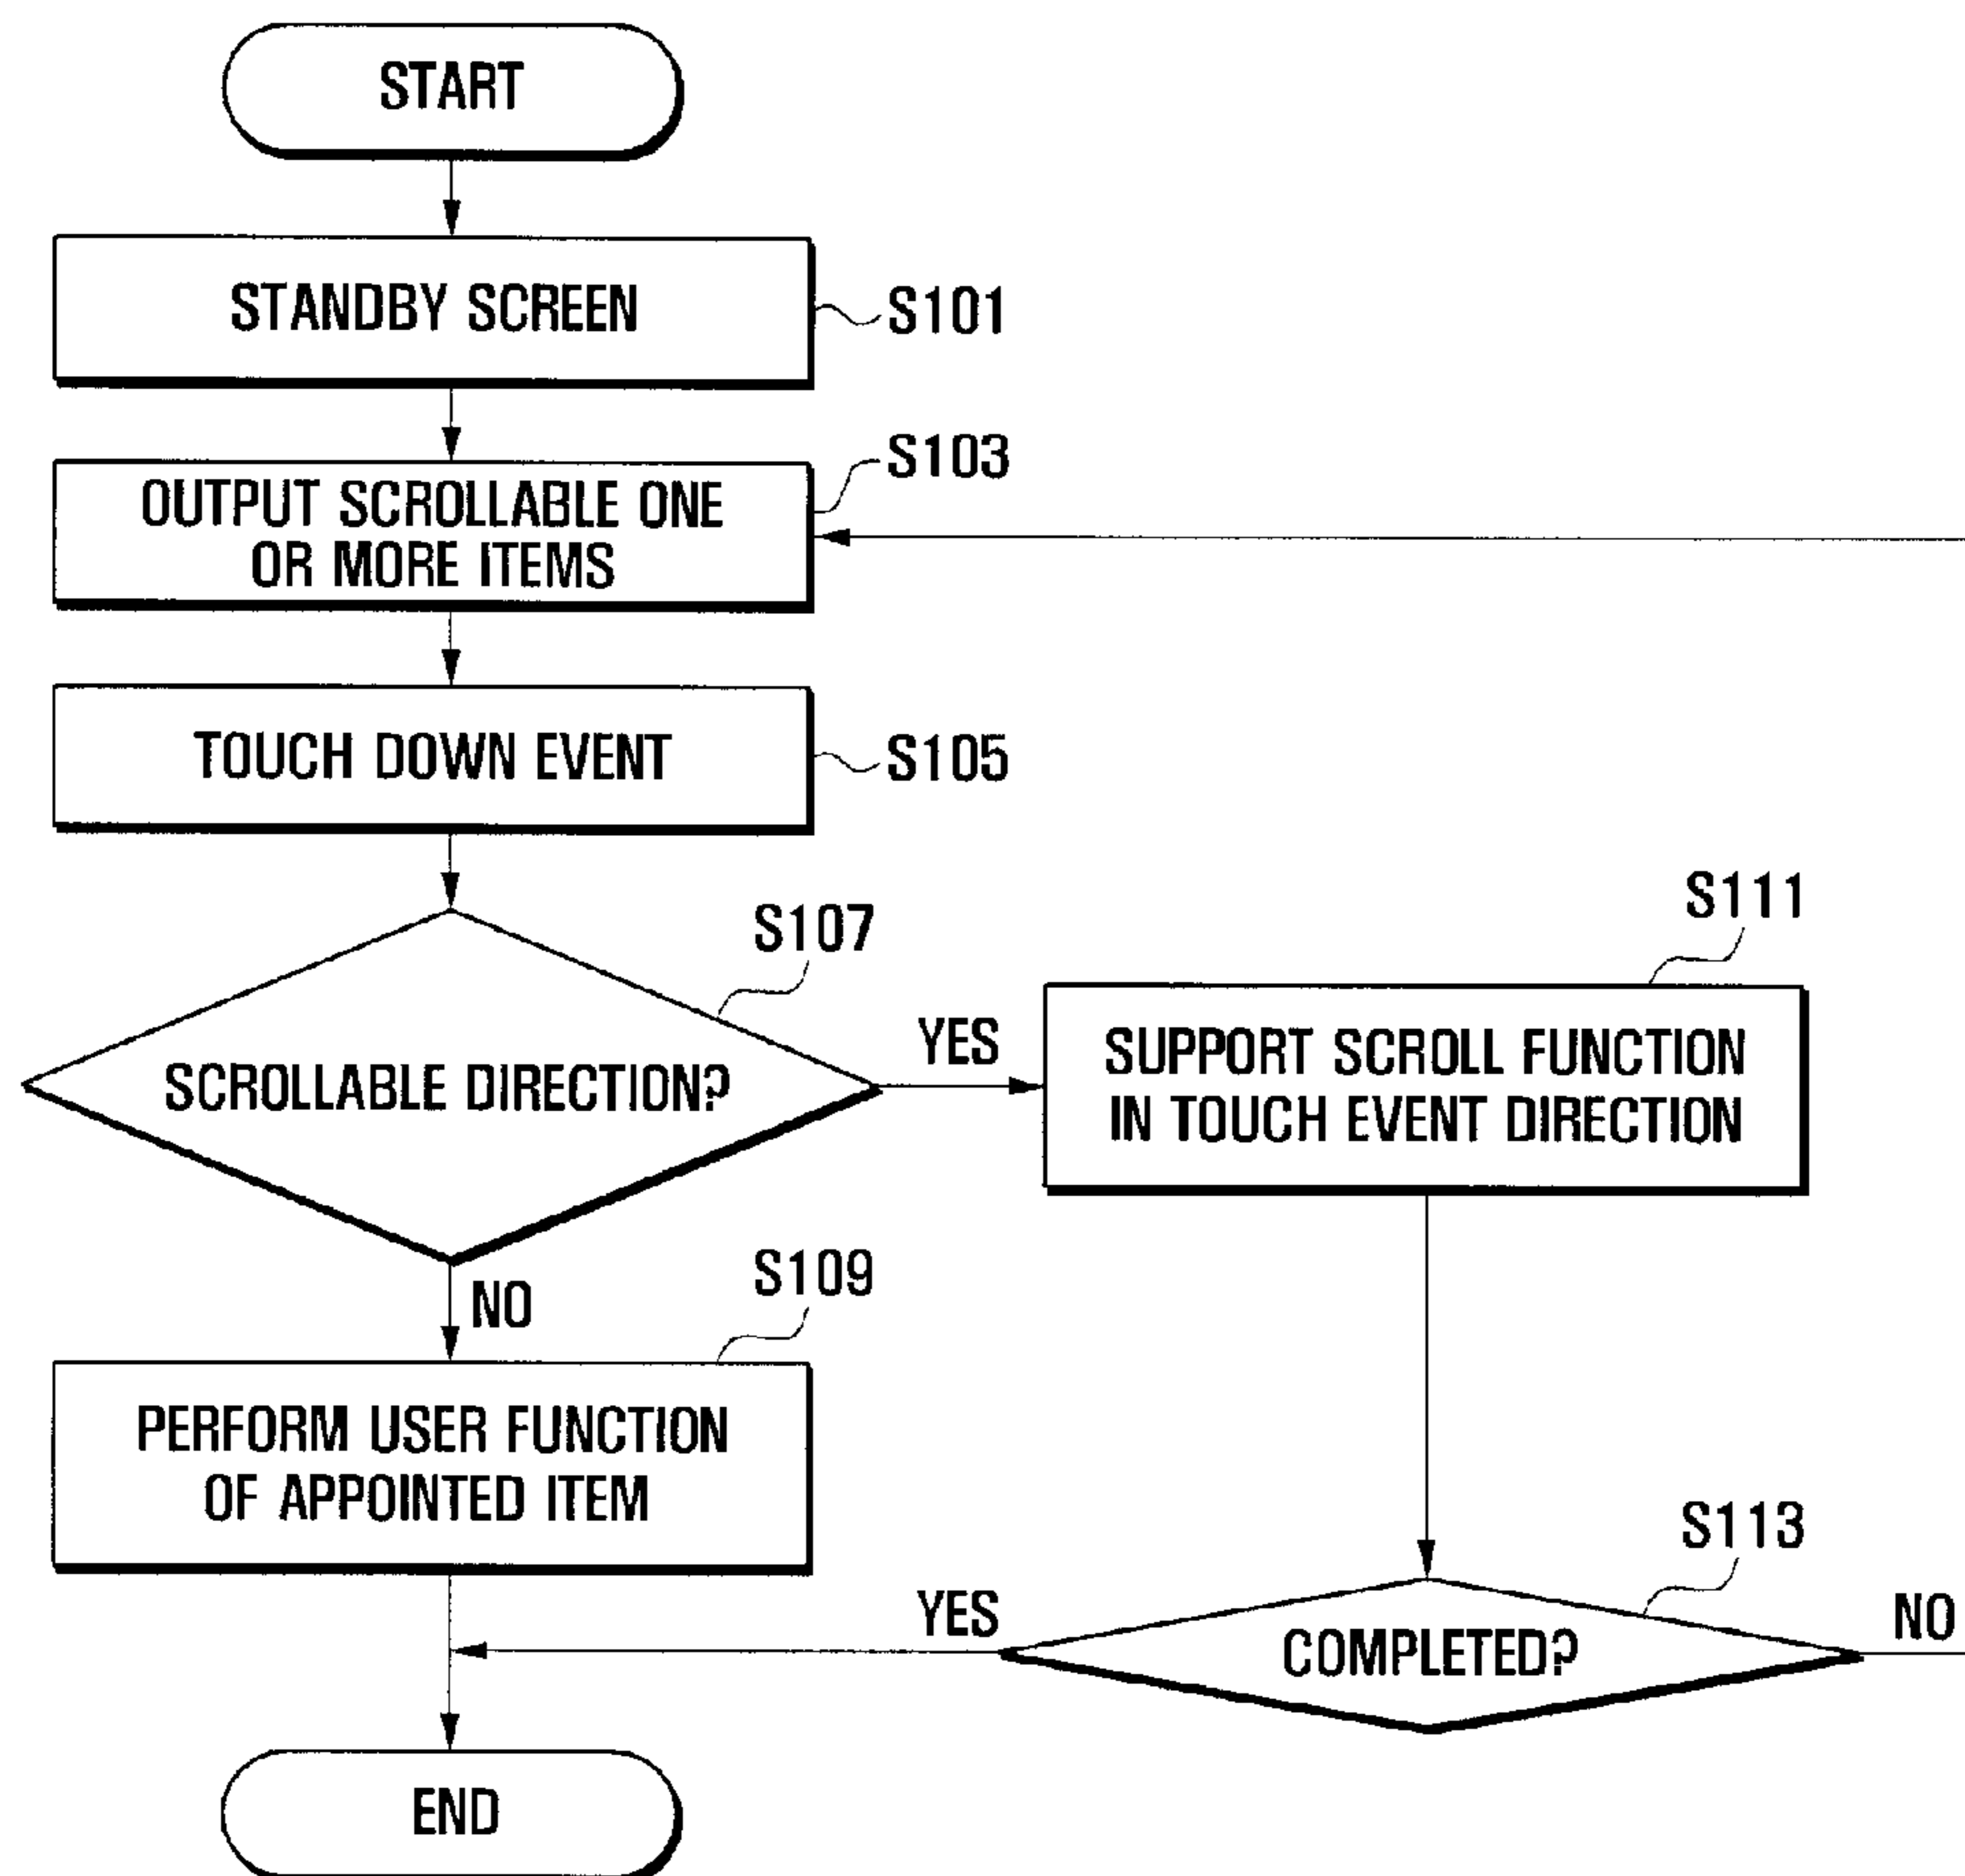 START
STANDBY SCREEN
S101
S103
OUTPUT SCROLLABLE ONE
OR MORE ITEMS
TOUCH DOWN EVENT
S105
S107
SCROLLABLE DIRECTION?
YES
S111
SUPPORT SCROLL FUNCTION
IN TOUCH EVENT DIRECTION
NO
S109
PERFORM USER FUNCTION
OF APPOINTED ITEM
S113
YES
COMPLETED?
NO
END